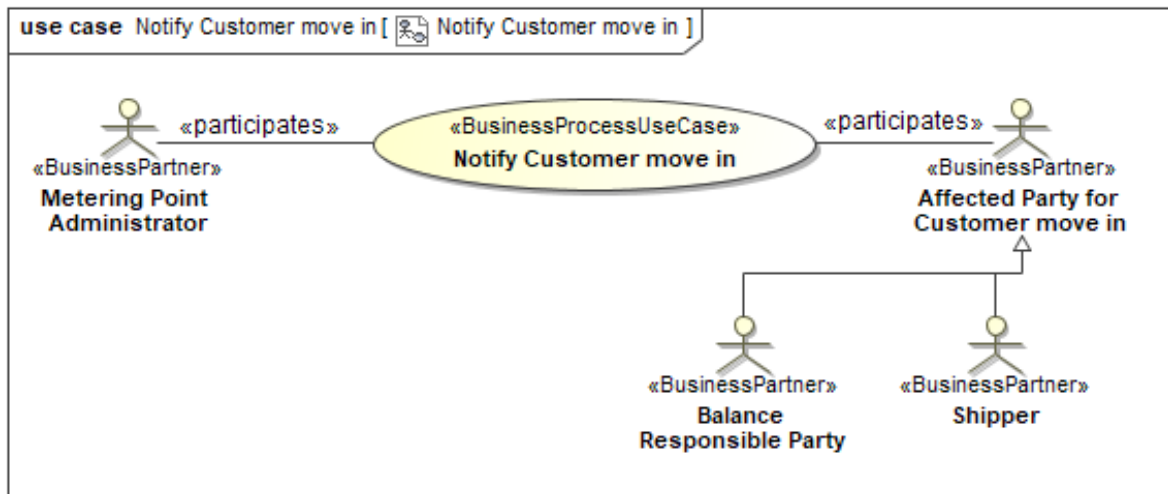 use case Notify Customer move in [ Notify Customer move in ]
«participates»
«BusinessProcessUseCase»
Notify Customer move in
«participates»
«BusinessPartner»
Metering Point
Administrator
«BusinessPartner»
Affected Party for
Customer move in
«BusinessPartner»
Balance
Responsible Party
«BusinessPartner»
Shipper